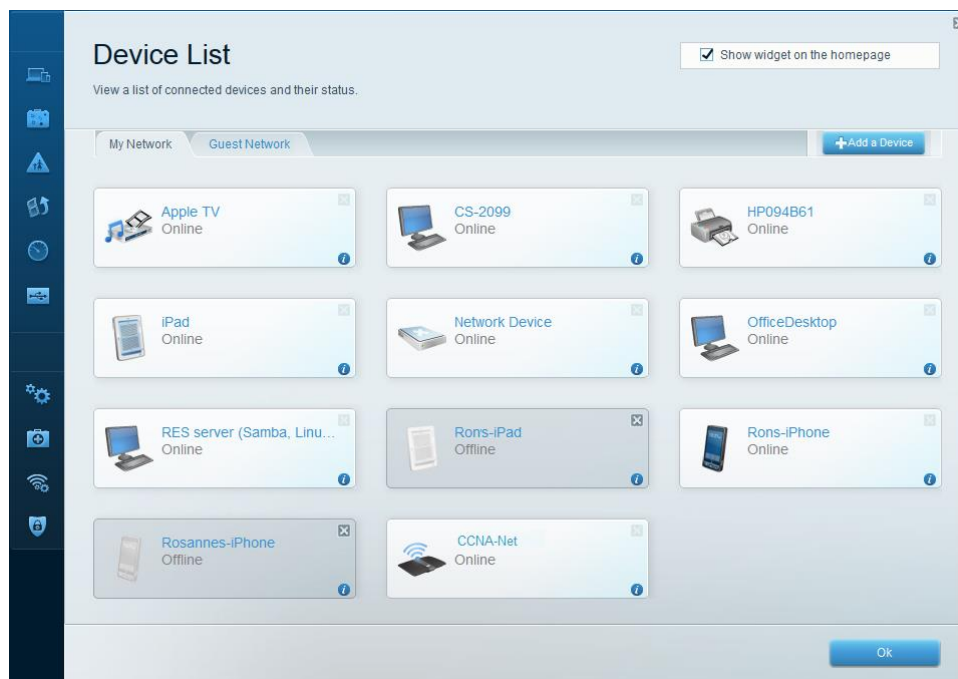 Device List
Show widget on the homepage
View a list of connected devices and their status.
My Network
Guest Network
+Add a Device
Apple TV
Online
CS-2099
Online
HP094B61
Online
iPad
Online
Network Device
Online
OfficeDesktop
Online
RES server (Samba, Linu...
Online
Rons-iPad
Offline
Rons-iPhone
Online
Rosannes-iPhone
Offline
CCNA-Net
Online
Ok